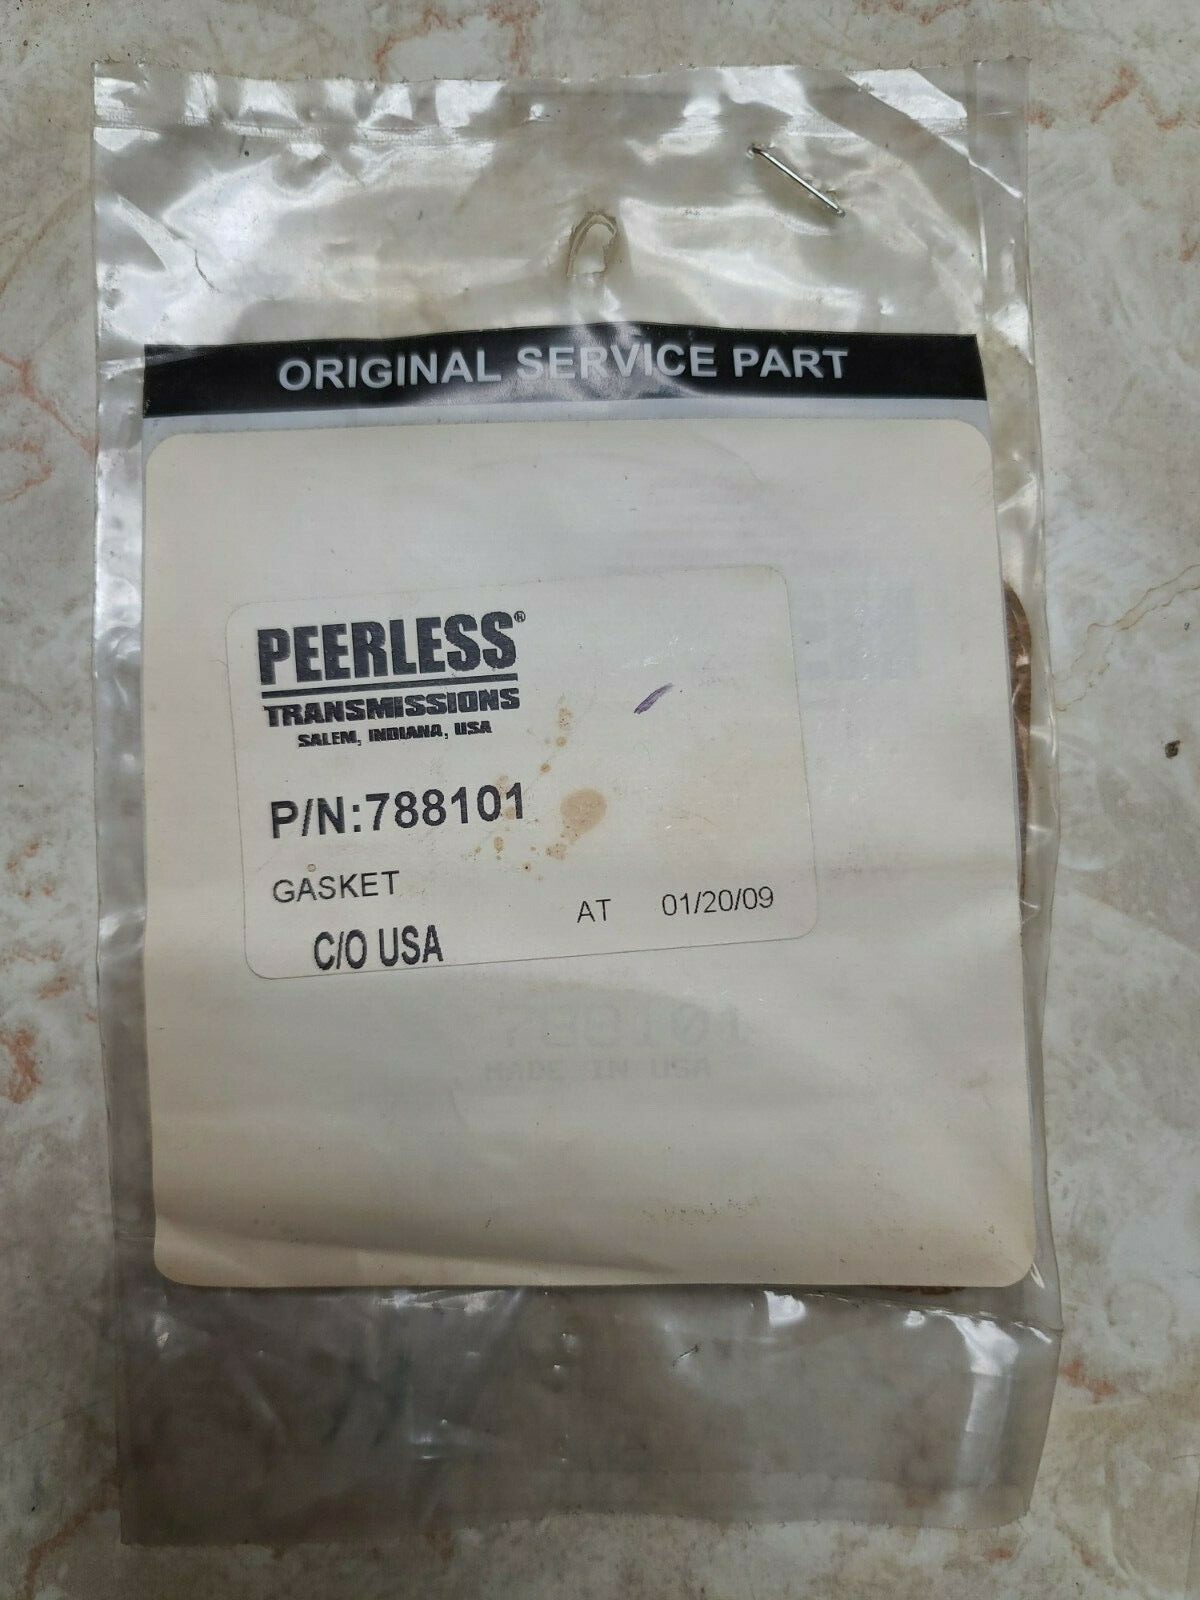 ORIGINAL SERVICE PART
PEERLESS®
TRANSMISSIONS
SALEM, INDIANA, USA
P/N:788101
GASKET
AT 01/20/09
C/O USA
788101
MADE IN USA